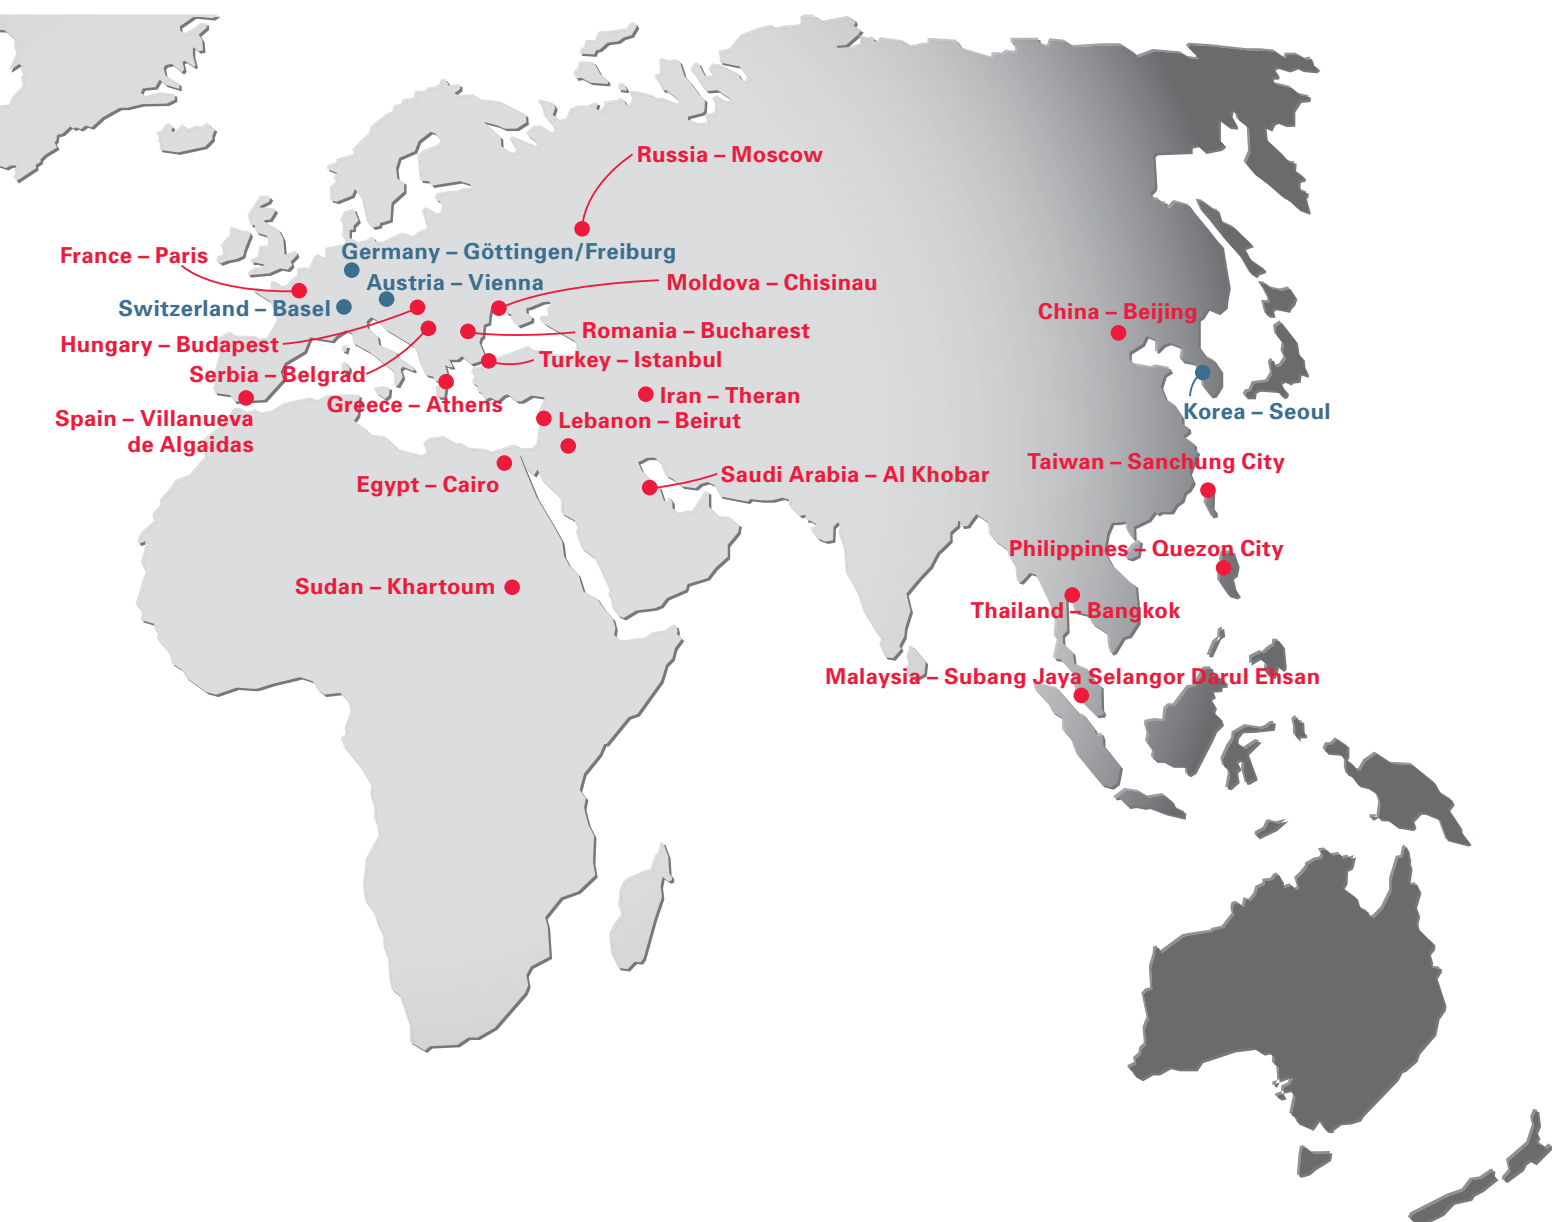 Russia – Moscow
France – Paris
Germany – Göttingen/Freiburg
Austria – Vienna
Moldova – Chisinau
Switzerland – Basel
China – Beijing
Romania – Bucharest
Hungary – Budapest
Turkey – Istanbul
Serbia – Belgrad
Iran – Theran
Greece – Athens
Korea – Seoul
Spain – Villanueva
de Algaidas
Lebanon – Beirut
Taiwan – Sanchung City
Saudi Arabia – Al Khobar
Egypt – Cairo
Philippines – Quezon City
Sudan – Khartoum
Thailand – Bangkok
Malaysia – Subang Jaya Selangor Darul Ehsan